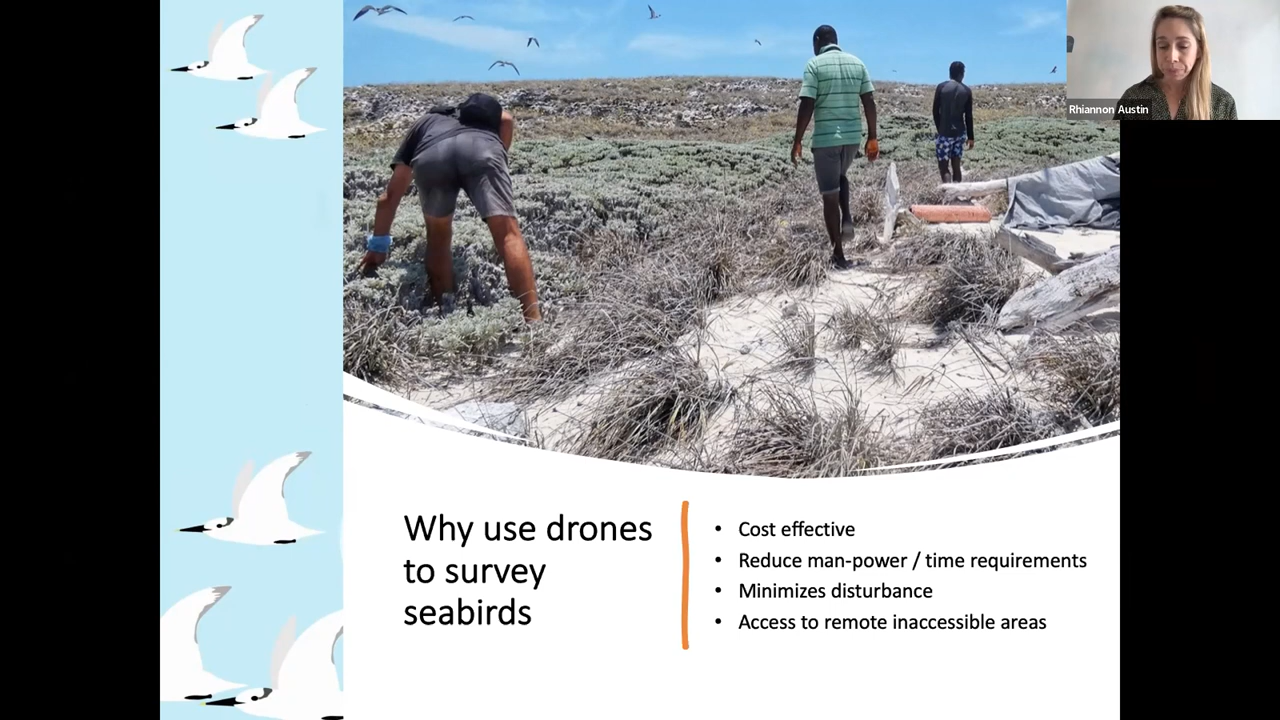 Rhiannon Austin
Why use drones
to survey
seabirds
• Cost effective
• Reduce man-power / time requirements
• Minimizes disturbance
• Access to remote inaccessible areas